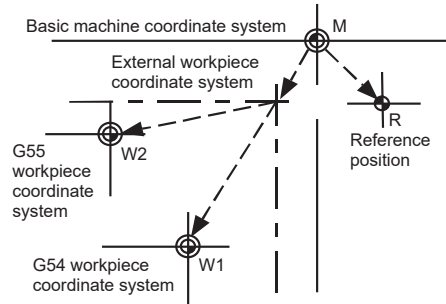 Basic machine coordinate system
M
External workpiece
coordinate system
R
Reference
position
G55
workpiece
coordinate
system
W2
W1
G54 workpiece
coordinate system